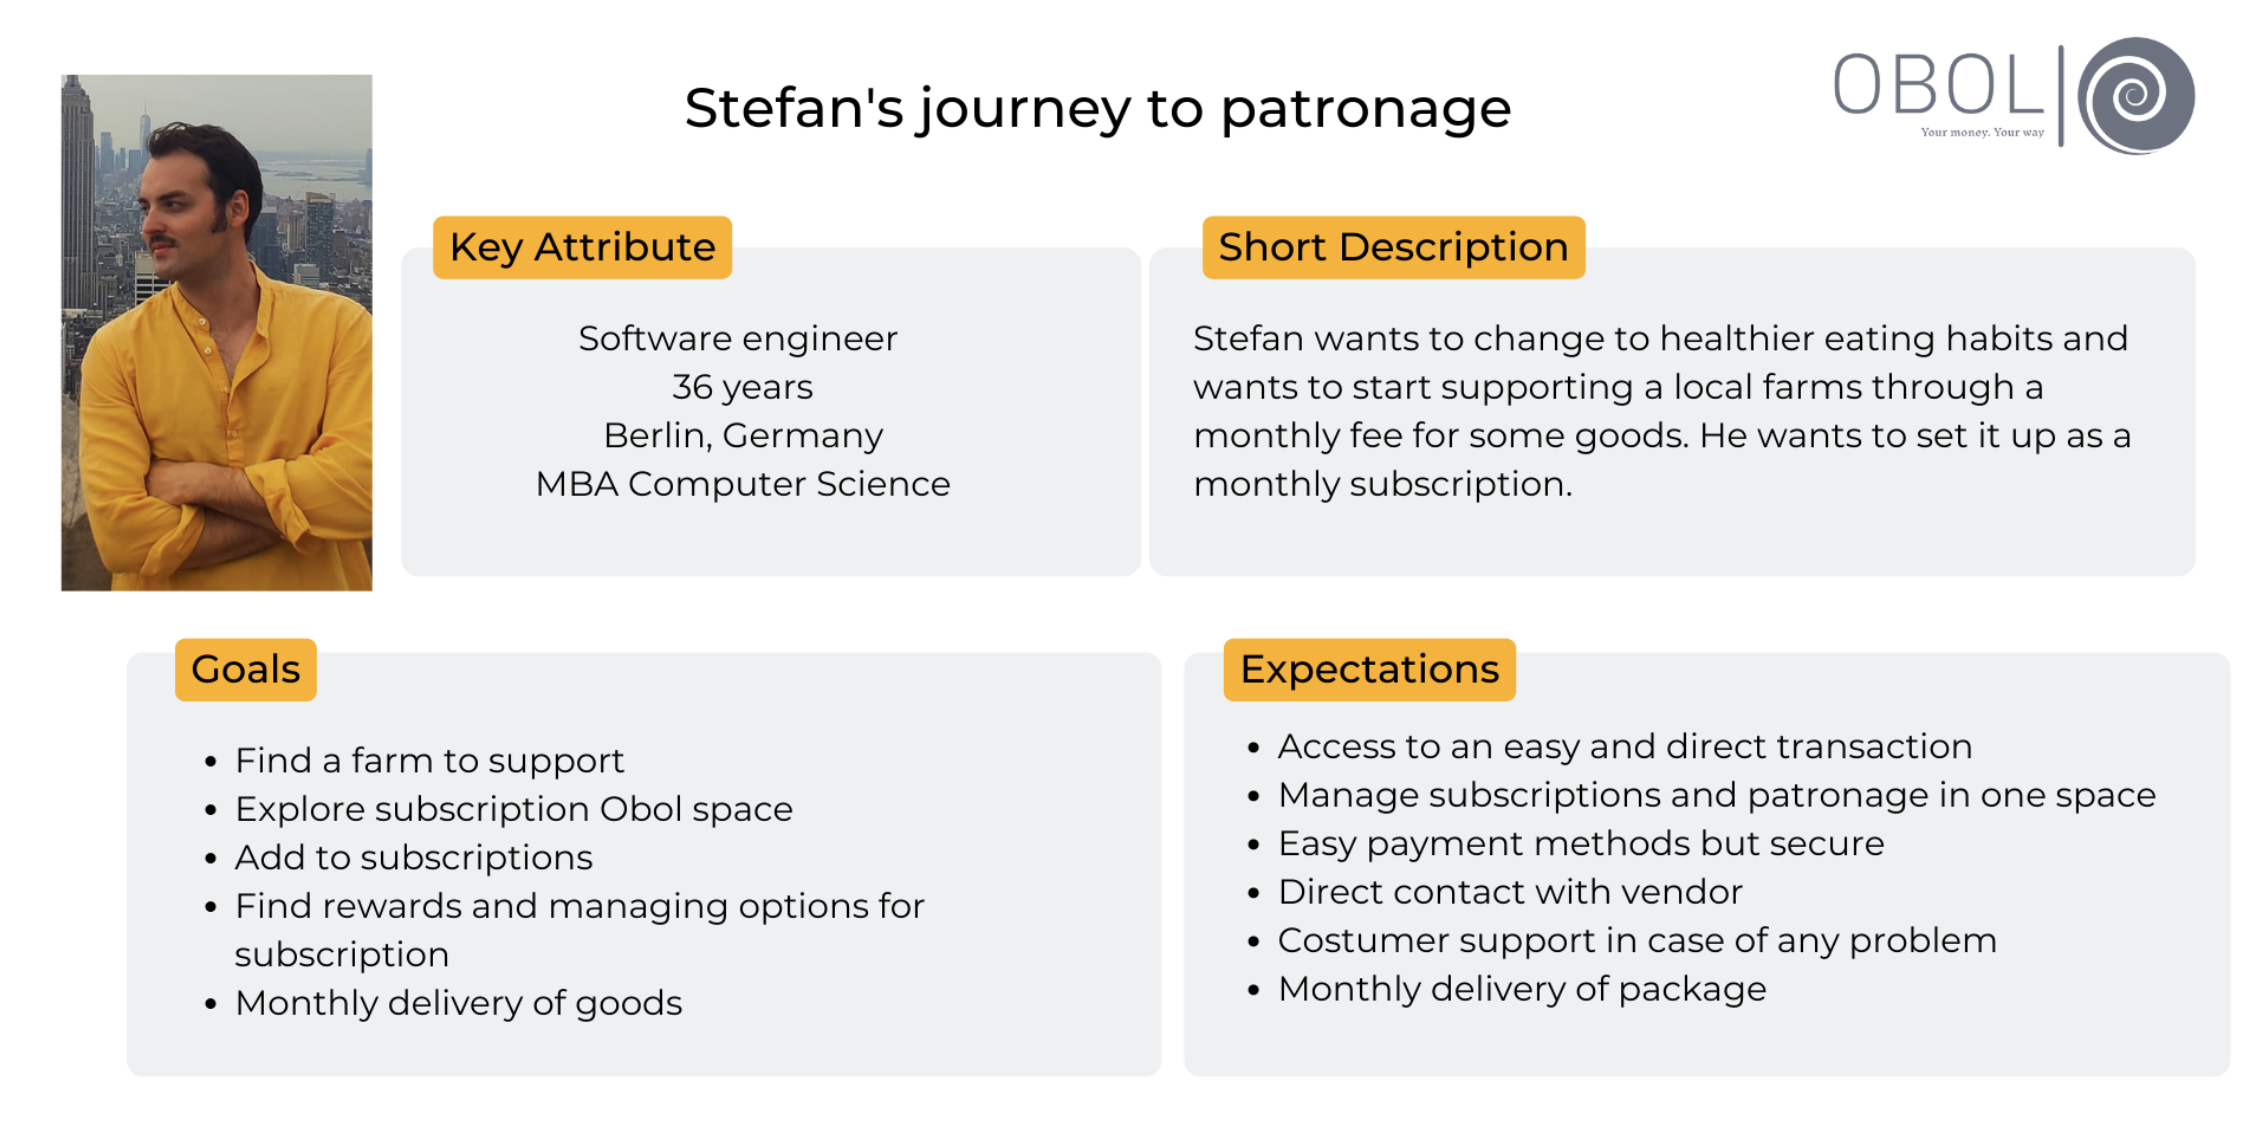 Stefan's journey to patronage
OBOL
Your money. Your way
Key Attribute
Software engineer
36 years
Berlin, Germany
MBA Computer Science
Short Description
Stefan wants to change to healthier eating habits and
wants to start supporting a local farms through a
monthly fee for some goods. He wants to set it up as a
monthly subscription.
Goals
• Find a farm to support
• Explore subscription Obol space
• Add to subscriptions
• Find rewards and managing options for
subscription
• Monthly delivery of goods
Expectations
• Access to an easy and direct transaction
• Manage subscriptions and patronage in one space
• Easy payment methods but secure
• Direct contact with vendor
• Costumer support in case of any problem
• Monthly delivery of package